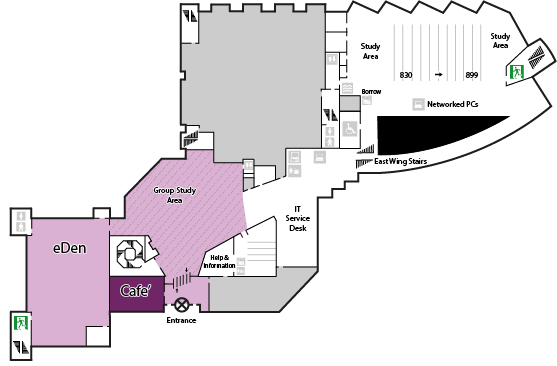 Study
Area
Study
Area
830
899
Borrow
Networked PCs
East Wing Stairs
Group Study
Area
IT
Service
Desk
eDen
Help &
Information
Cafe'
Entrance